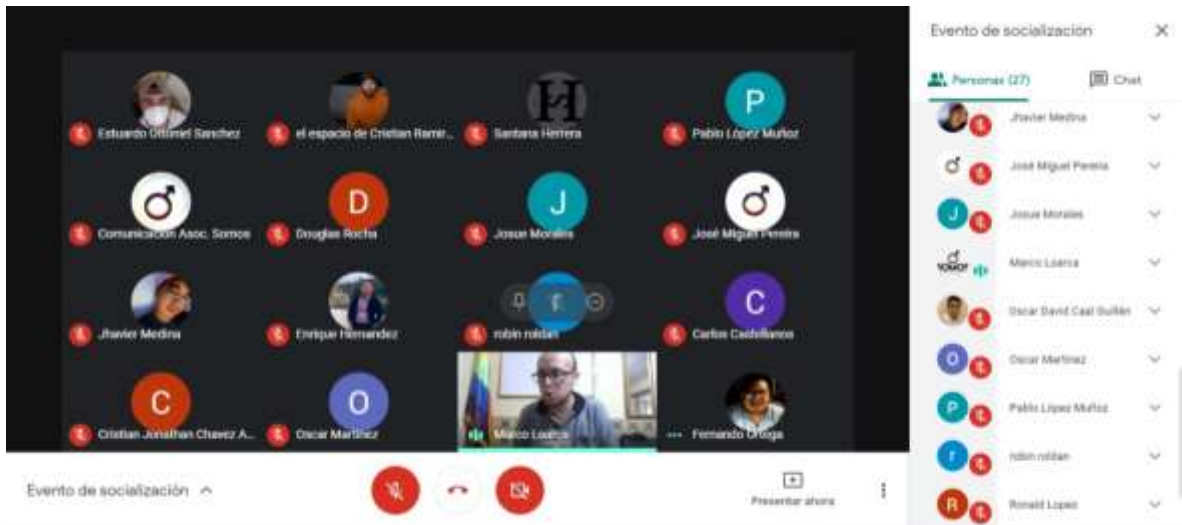 Evento de socialización
Personas (27)
Chat
Estuardo Ottoniel Sanchez
el espacio de Cristian Ramir...
Santana Herrera
P
Pablo López Muñoz
Comunicación Asoc. Somos
D
Douglas Rocha
J
Josue Morales
José Miguel Pereira
Jhavier Medina
Enrique Hernandez
robin roldan
C
Carlos Castellanos
C
Cristian Jonathan Chavez A...
O
Oscar Martinez
Marco Loarca
Fernando Ortega
Jhavier Medina
José Miguel Pereira
J
Josue Morales
Marco Loarca
Oscar David Caal Guillén
O
Oscar Martinez
P
Pablo López Muñoz
r
robin roldan
R
Ronald Lopez
Evento de socialización
Presentar ahora